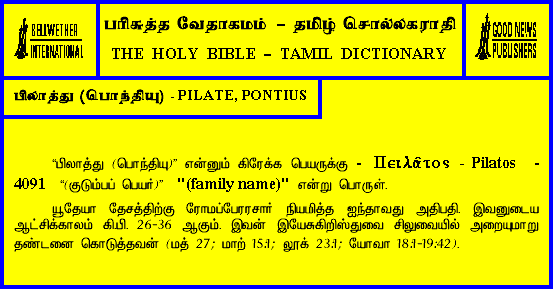 BELLWETHER
INTERNATIONAL
பரிசுத்த வேதாகமம் – தமிழ் சொல்லகராதி
THE HOLY BIBLE – TAMIL DICTIONARY
GOOD NEWS
PUBLISHERS
பிலாத்து (பொந்தியு) - PILATE, PONTIUS
“பிலாத்து (பொந்தியு)” என்னும் கிரேக்க பெயருக்கு - Πειλᾶτος - Pilatos -
4091 “(குடும்பப் பெயர்)” "(family name)" என்று பொருள்.
யூதேயா தேசத்திற்கு ரோமப்பேரரசார் நியமித்த ஐந்தாவது அதிபதி. இவனுடைய
ஆட்சிக்காலம் கி.பி. 26-36 ஆகும். இவன் இயேசுகிறிஸ்துவை சிலுவையில் அறையுமாறு
தண்டனை கொடுத்தவன் (மத் 27; மாற் 15:1; லூக் 23:1; யோவா 18:1-19:42).